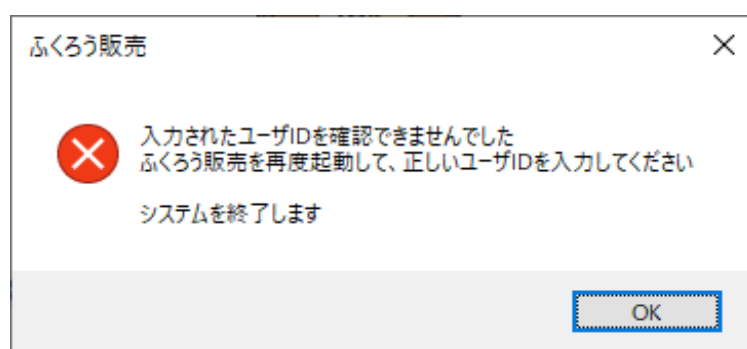 ふくろう販売
入力されたユーザIDを確認できませんでした
ふくろう販売を再度起動して、正しいユーザIDを入力してください
システムを終了します
OK